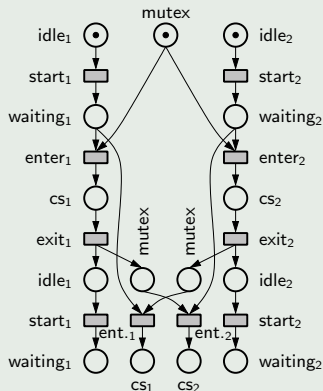 mutex
idle₁ idle₂
start₁ start₂
waiting₁ waiting₂
enter₁ enter₂
cs₁ cs₂
exit₁ mutex mutex exit₂
idle₁ idle₂
start₁ start₂
ent.₁ ent.₂
waiting₁ waiting₂
cs₁ cs₂